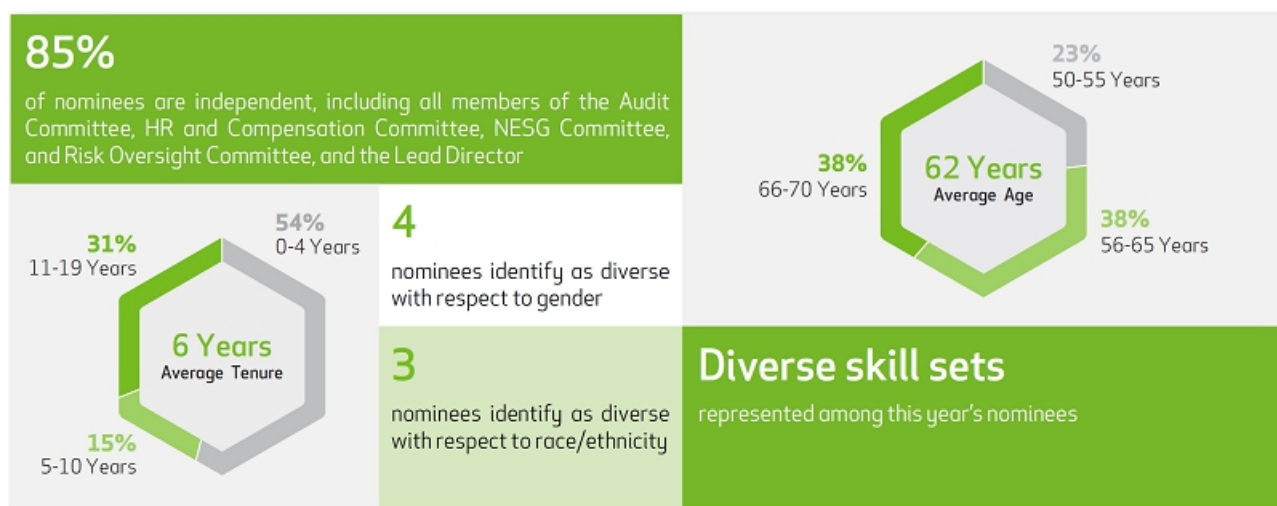 85%
of nominees are independent, including all members of the Audit
Committee, HR and Compensation Committee, NESG Committee,
and Risk Oversight Committee, and the Lead Director
31%
11-19 Years
54%
0-4 Years
6 Years
Average Tenure
15%
5-10 Years
4
nominees identify as diverse
with respect to gender
3
nominees identify as diverse
with respect to race/ethnicity
23%
50-55 Years
38%
66-70 Years
62 Years
Average Age
38%
56-65 Years
Diverse skill sets
represented among this year's nominees